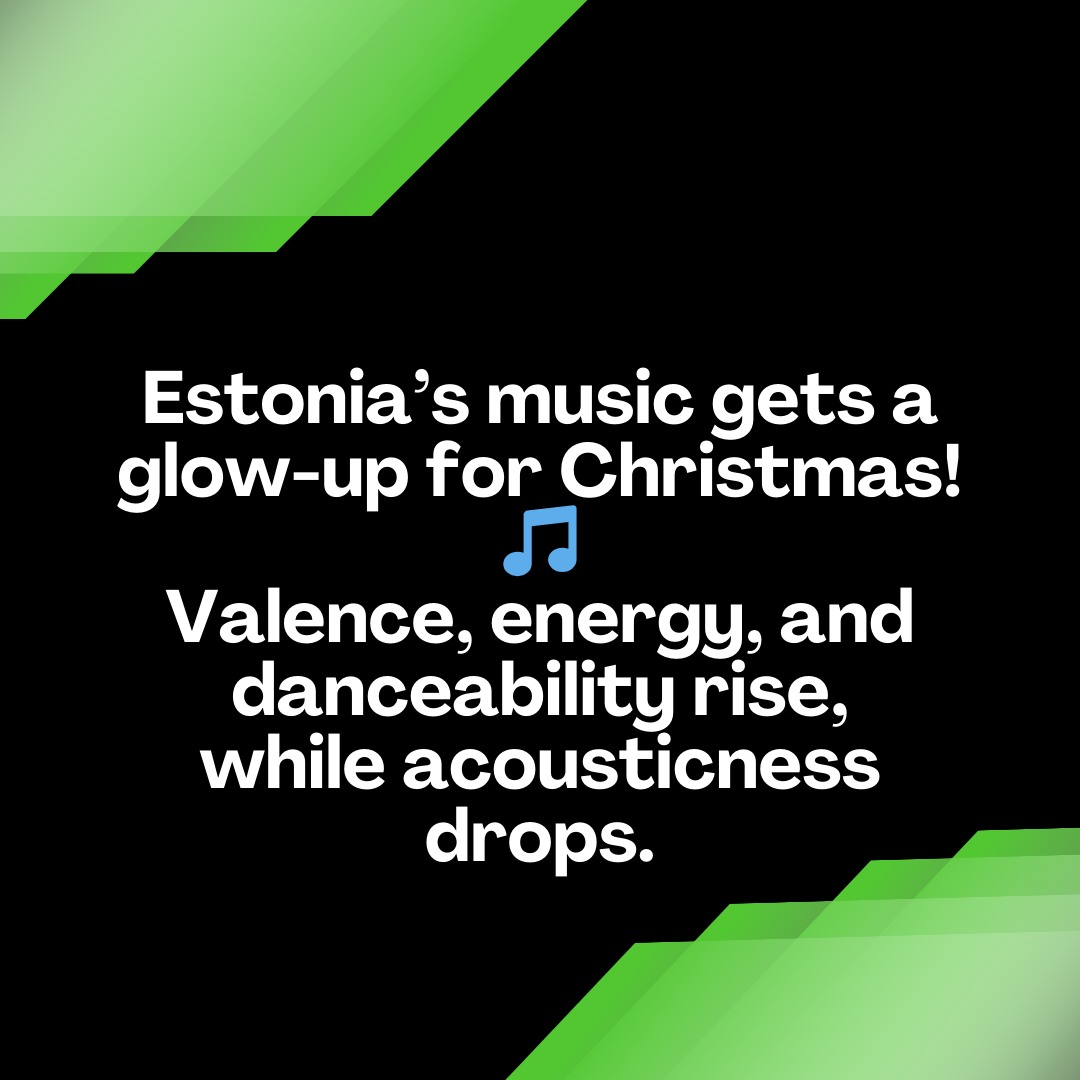 Estonia’s music gets a
glow-up for Christmas!
🎵
Valence, energy, and
danceability rise,
while acousticness
drops.